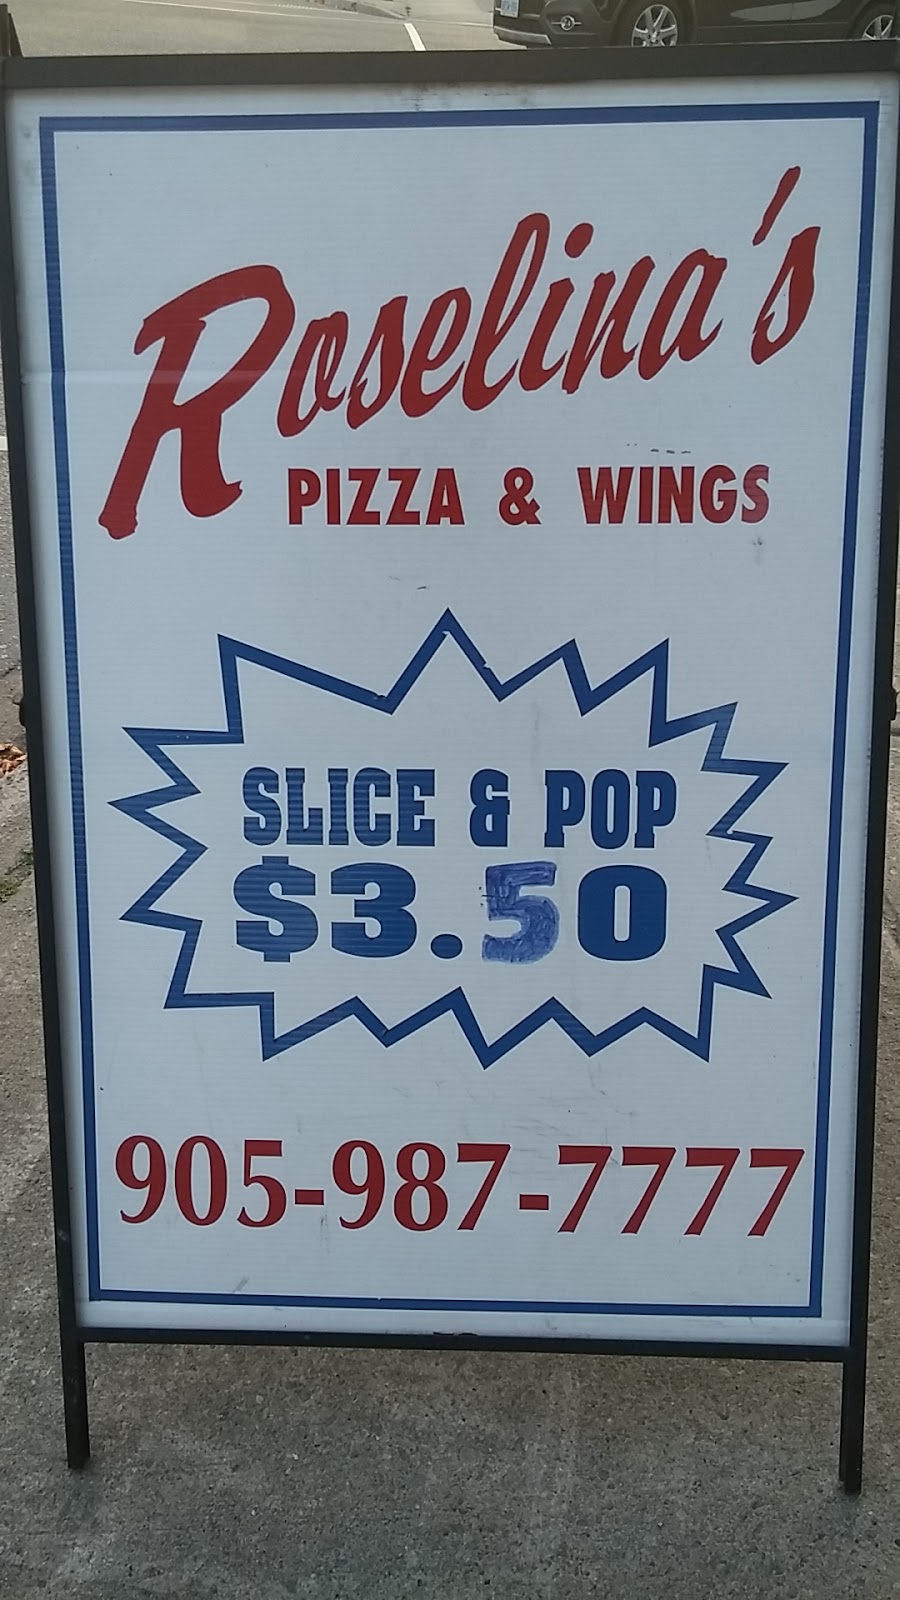 Roselina's
PIZZA & WINGS
SLICE & POP
$3.50
905-987-7777